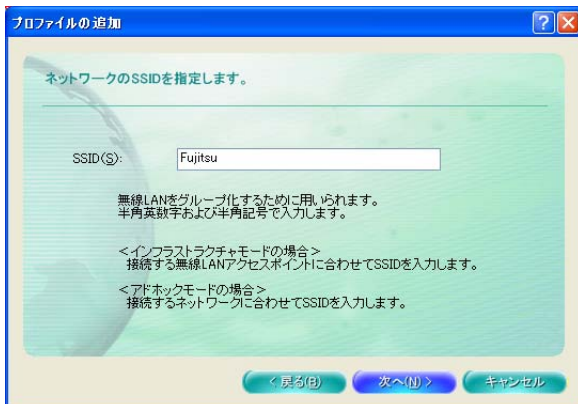 プロファイルの追加
ネットワークのSSIDを指定します。
SSID(S):
Fujitsu
無線LANをグループ化するために用いられます。
半角英数字および半角記号で入力します。
<インフラストラクチャモードの場合>
接続する無線LANアクセスポイントに合わせてSSIDを入力します。
<アドホックモードの場合>
接続するネットワークに合わせてSSIDを入力します。
< 戻る(B)
次へ(N) >
キャンセル